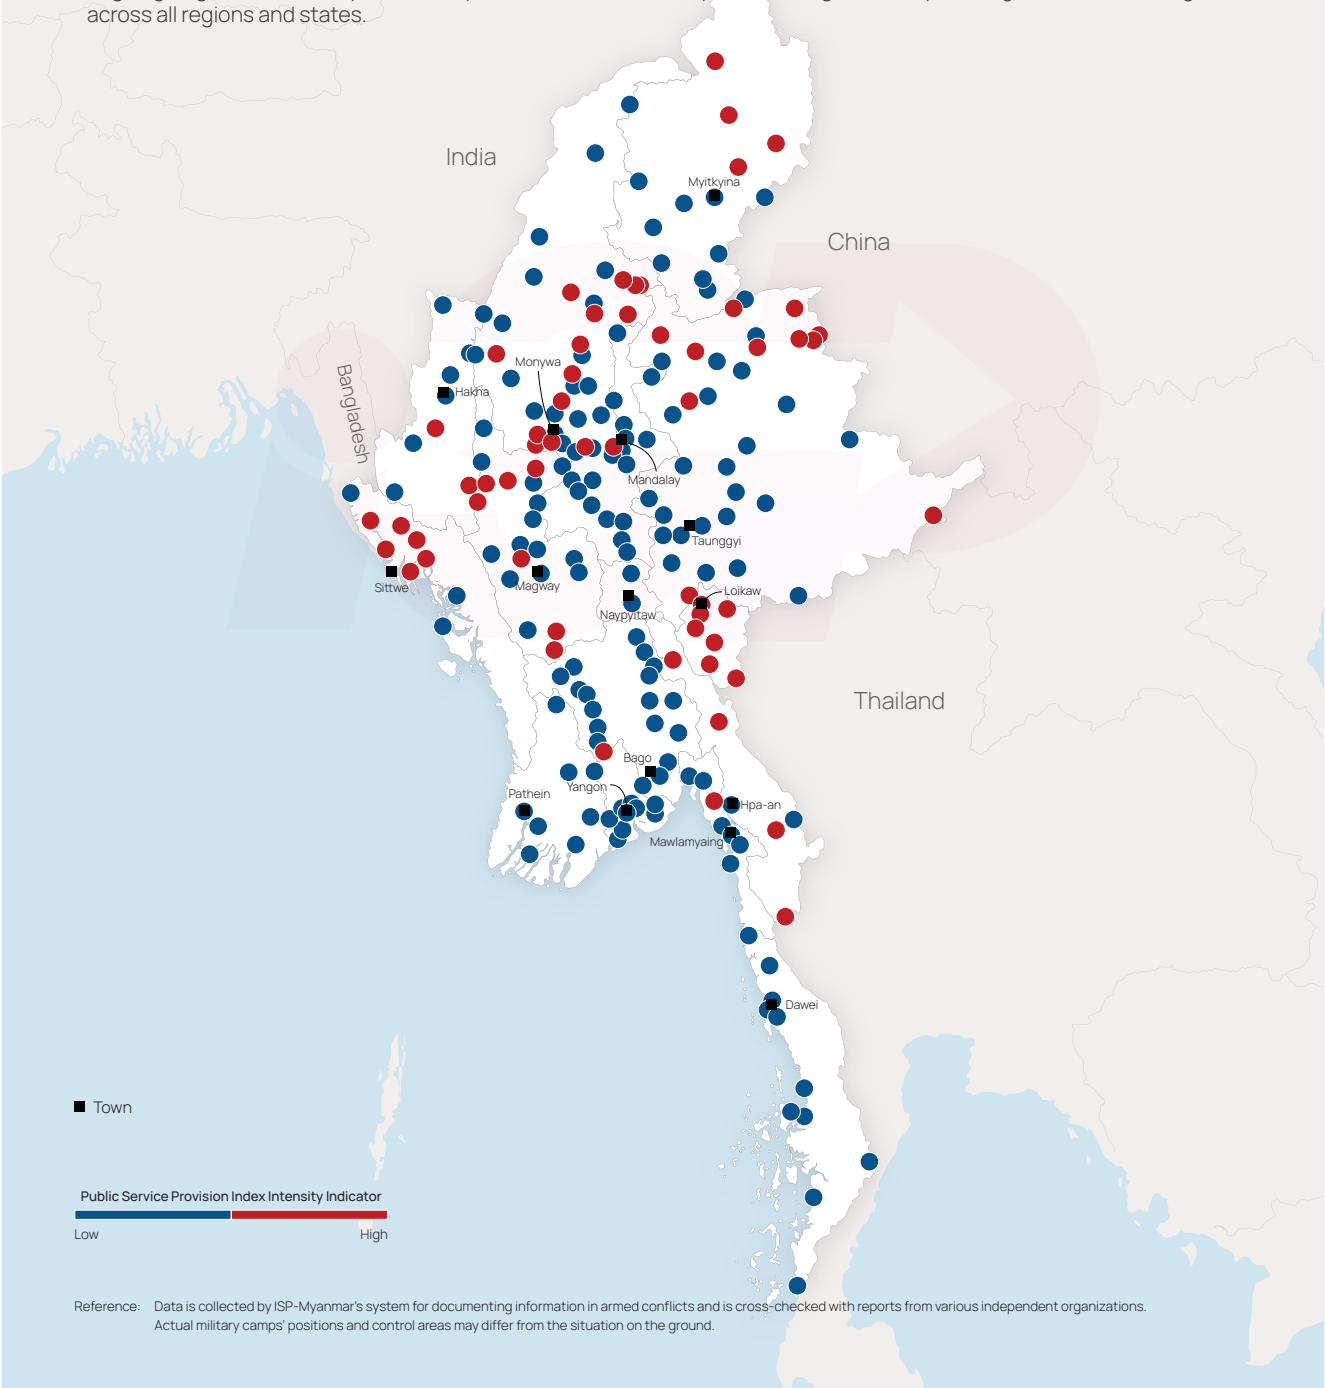 across all regions and states.
India
Myitkyina
China
Bangladesh
Monywa
Hakha
Mandalay
Taunggyi
Sittwe
Magway
Loikaw
Naypyitaw
Thailand
Bago
Yangon
Pathein
Hpa-an
Mawlamyaing
Dawei
Town
Public Service Provision Index Intensity Indicator
Low High
Reference: Data is collected by ISP-Myanmar's system for documenting information in armed conflicts and is cross-checked with reports from various independent organizations.
Actual military camps' positions and control areas may differ from the situation on the ground.